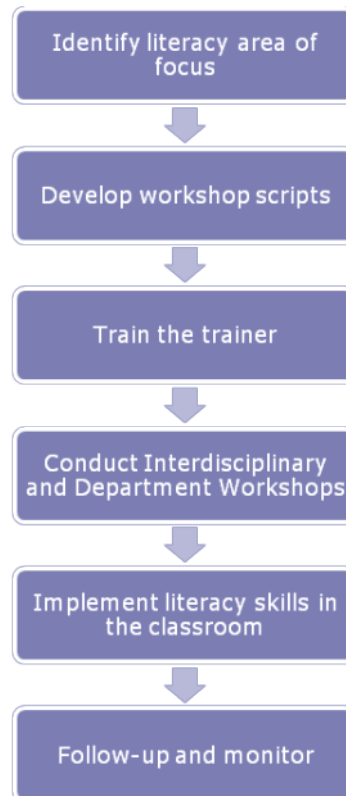 Identify literacy area of
focus
Develop workshop scripts
Train the trainer
Conduct Interdisciplinary
and Department Workshops
Implement literacy skills in
the classroom
Follow-up and monitor